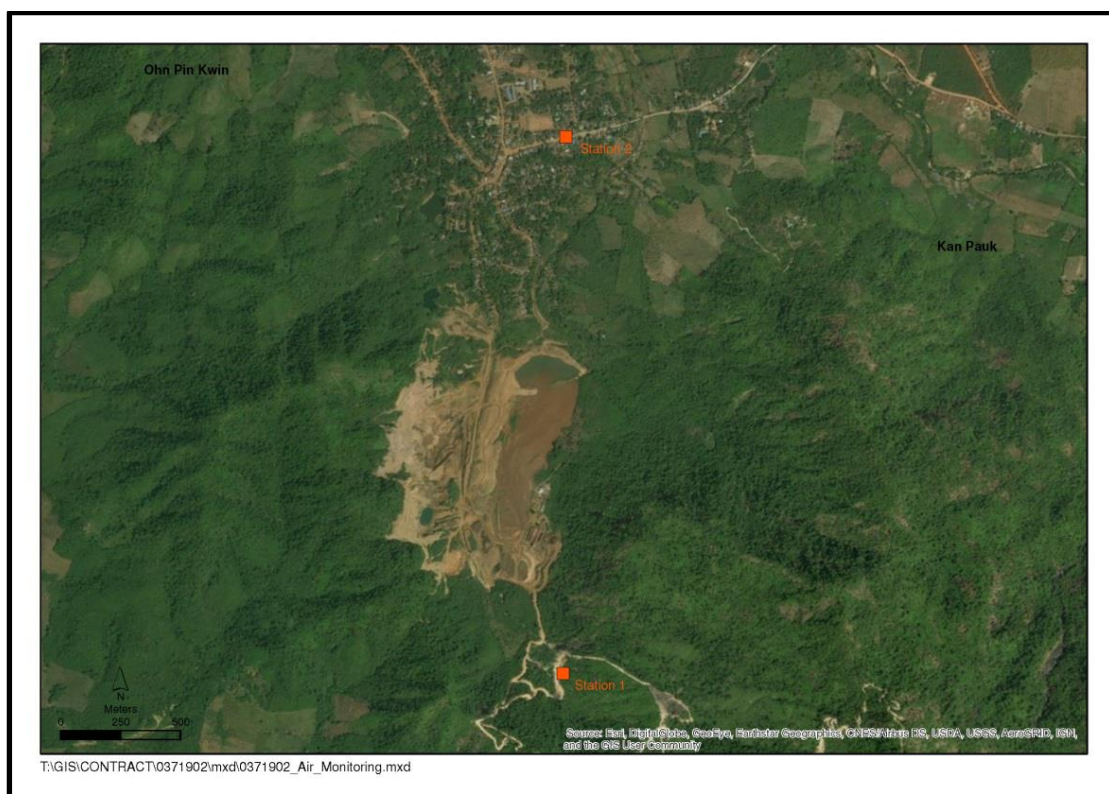 Ohn Pin Kwin
Station 2
Kan Pauk
Station 1
N
Meters
0 250 500
Source: Esri, DigitalGlobe, GeoEye, Earthstar Geographics, CNES/Airbus DS, USDA, USGS, AeroGRID, IGN,
and the GIS User Community
T:\GIS\CONTRACT\0371902\mxd\0371902_Air_Monitoring.mxd